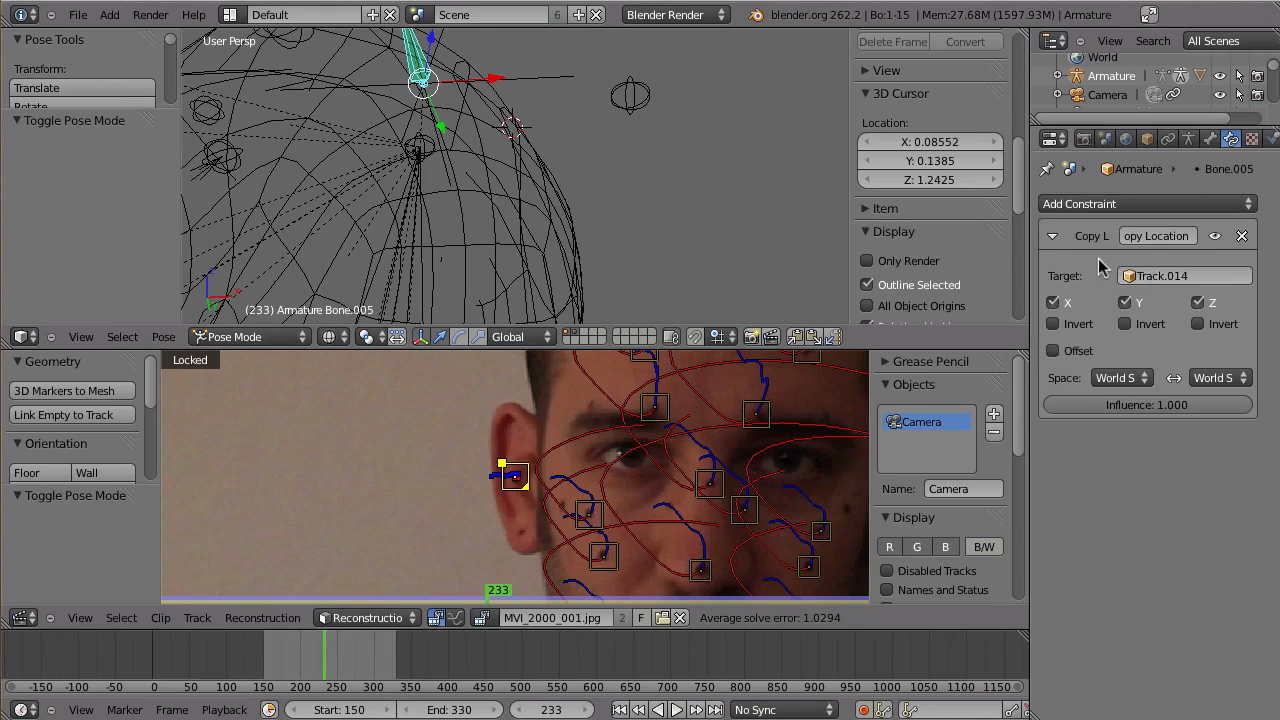 File Add Render Help Default Scene 6 Blender Render blender.org 262.2 | Bo:1-15 | Mem:27.68M (1597.93M) | Armature
Pose Tools
Transform:
Translate
Toggle Pose Mode
User Persp
(233) Armature Bone.005
View Select Pose Pose Mode Global
Delete Frame Convert
View
3D Cursor
Location:
X: 0.08552
Y: 0.1385
Z: 1.2425
Item
Display
Only Render
Outline Selected
All Object Origins
View Search All Scenes
World
Armature
Camera
Armature Bone.005
Add Constraint
Copy L opy Location
Target: Track.014
X Y Z
Invert Invert Invert
Offset
Space: World S World S
Influence: 1.000
Geometry
3D Markers to Mesh
Link Empty to Track
Orientation
Floor Wall
Toggle Pose Mode
Locked
233
Grease Pencil
Objects
Camera
Name: Camera
Display
R G B B/W
Disabled Tracks
Names and Status
View Select Clip Track Reconstruction Reconstructio MVI_2000_001.jpg 2 F Average solve error: 1.0294
-150 -100 -50 0 50 100 150 200 250 300 350 400 450 500 550 600 650 700 750 800 850 900 950 1000 1050 1100 1150
View Marker Frame Playback Start: 150 End: 330 233 No Sync